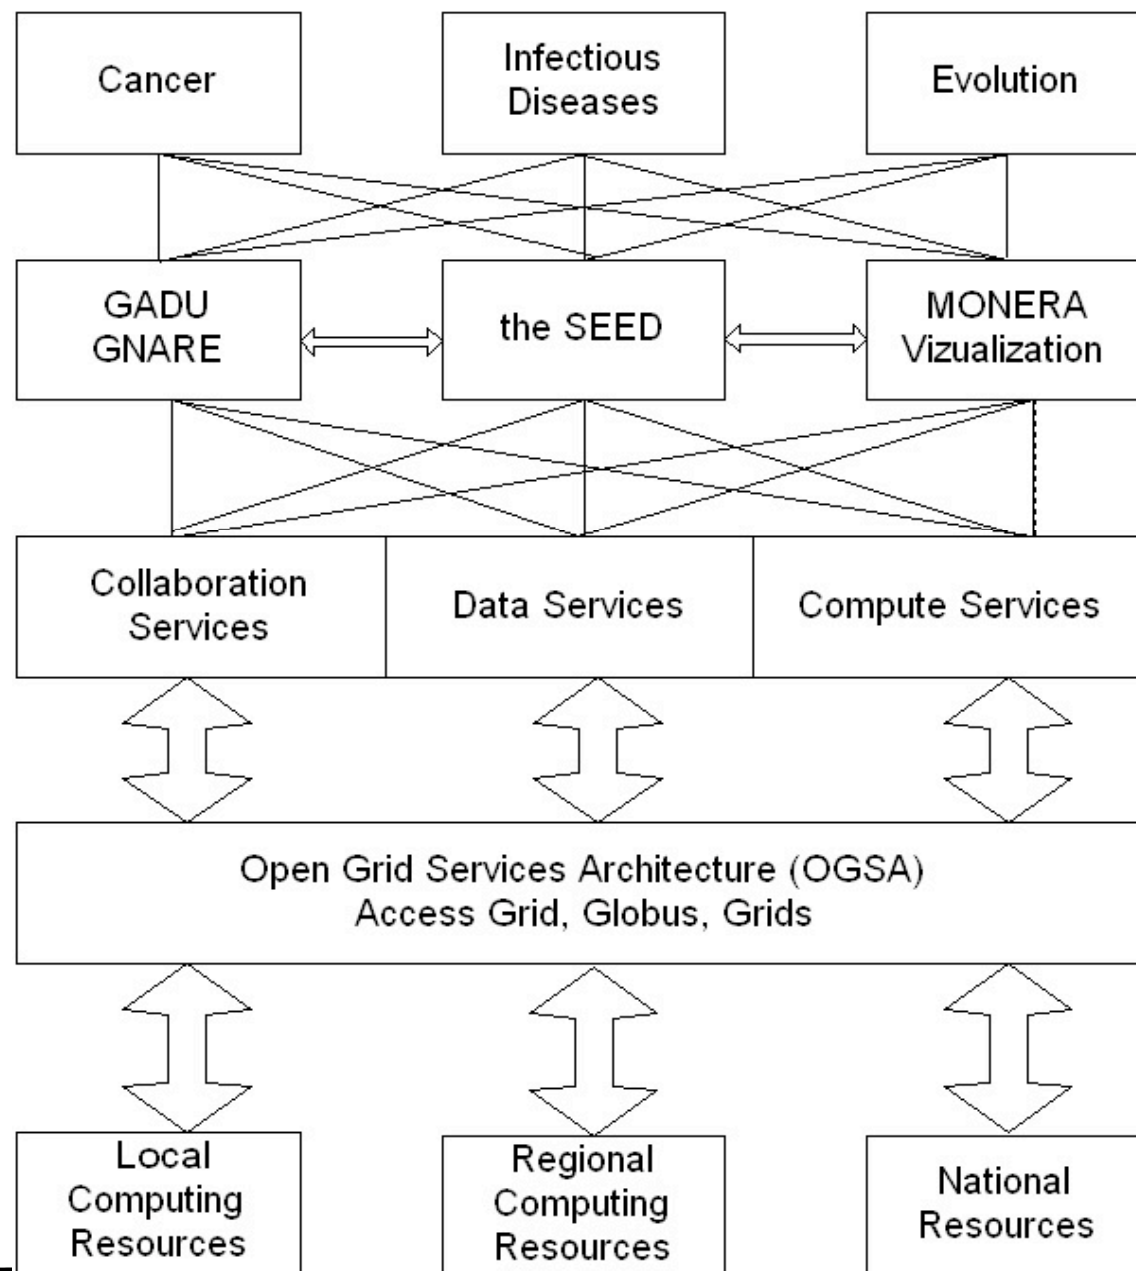 Cancer
Infectious
Diseases
Evolution
GADU
GNARE
the SEED
MONERA
Vizualization
Collaboration
Services
Data Services
Compute Services
Open Grid Services Architecture (OGSA)
Access Grid, Globus, Grids
Local
Computing
Resources
Regional
Computing
Resources
National
Resources